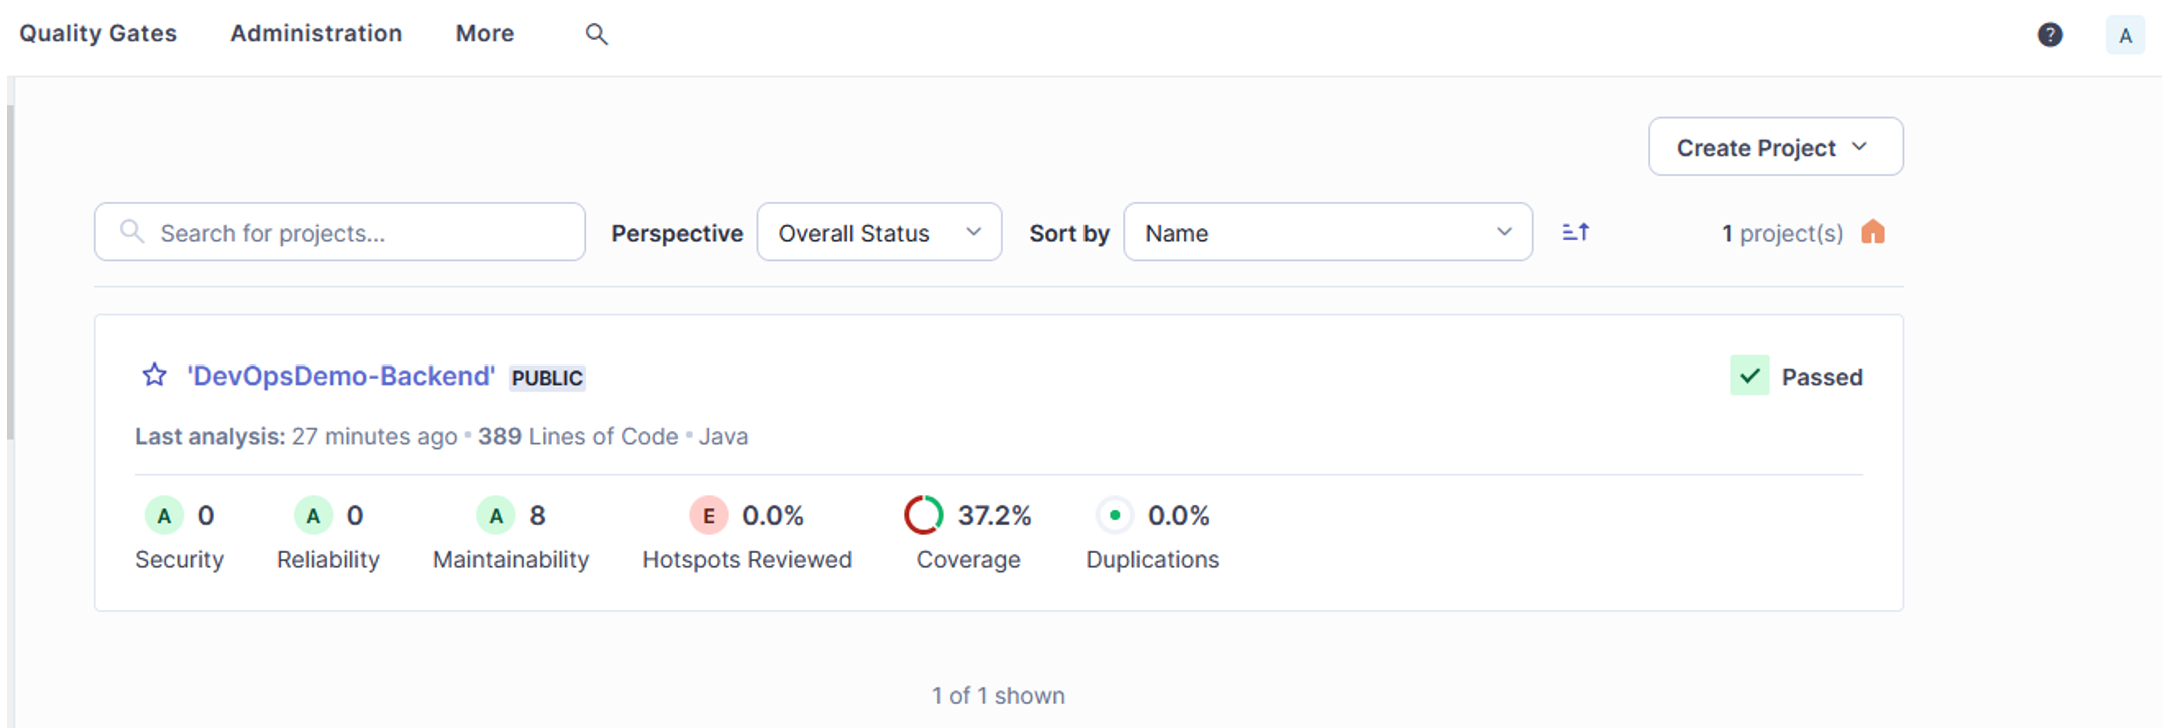 Quality Gates Administration More
? A
Create Project
Search for projects... Perspective Overall Status Sort by Name 1 project(s)
'DevOpsDemo-Backend' PUBLIC Passed
Last analysis: 27 minutes ago • 389 Lines of Code • Java
A 0 A 0 A 8 E 0.0% 37.2% 0.0%
Security Reliability Maintainability Hotspots Reviewed Coverage Duplications
1 of 1 shown